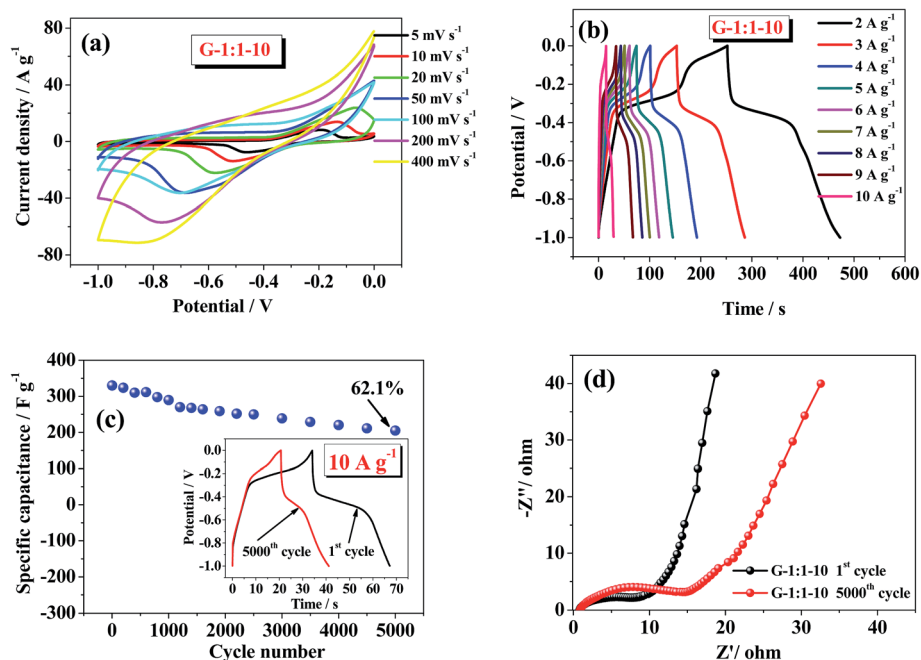 (a)
G-1:1-10
5 mV s⁻¹
10 mV s⁻¹
20 mV s⁻¹
50 mV s⁻¹
100 mV s⁻¹
200 mV s⁻¹
400 mV s⁻¹
80
40
0
-40
-80
Current density / A g⁻¹
-1.0 -0.8 -0.6 -0.4 -0.2 0.0
Potential / V
(b)
G-1:1-10
2 A g⁻¹
3 A g⁻¹
4 A g⁻¹
5 A g⁻¹
6 A g⁻¹
7 A g⁻¹
8 A g⁻¹
9 A g⁻¹
10 A g⁻¹
0.0
-0.2
-0.4
-0.6
-0.8
-1.0
Potential / V
0 100 200 300 400 500 600
Time / s
(c)
62.1%
400
300
200
100
0
-100
-200
-300
Specific capacitance / F g⁻¹
0 1000 2000 3000 4000 5000
Cycle number
10 A g⁻¹
0.0
-0.2
-0.4
-0.6
-0.8
-1.0
Potential / V
5000th cycle
1st cycle
0 10 20 30 40 50 60 70
Time / s
(d)
40
35
30
25
20
15
10
5
0
-Z''/ ohm
G-1:1-10 1st cycle
G-1:1-10 5000th cycle
0 10 20 30 40
Z'/ ohm